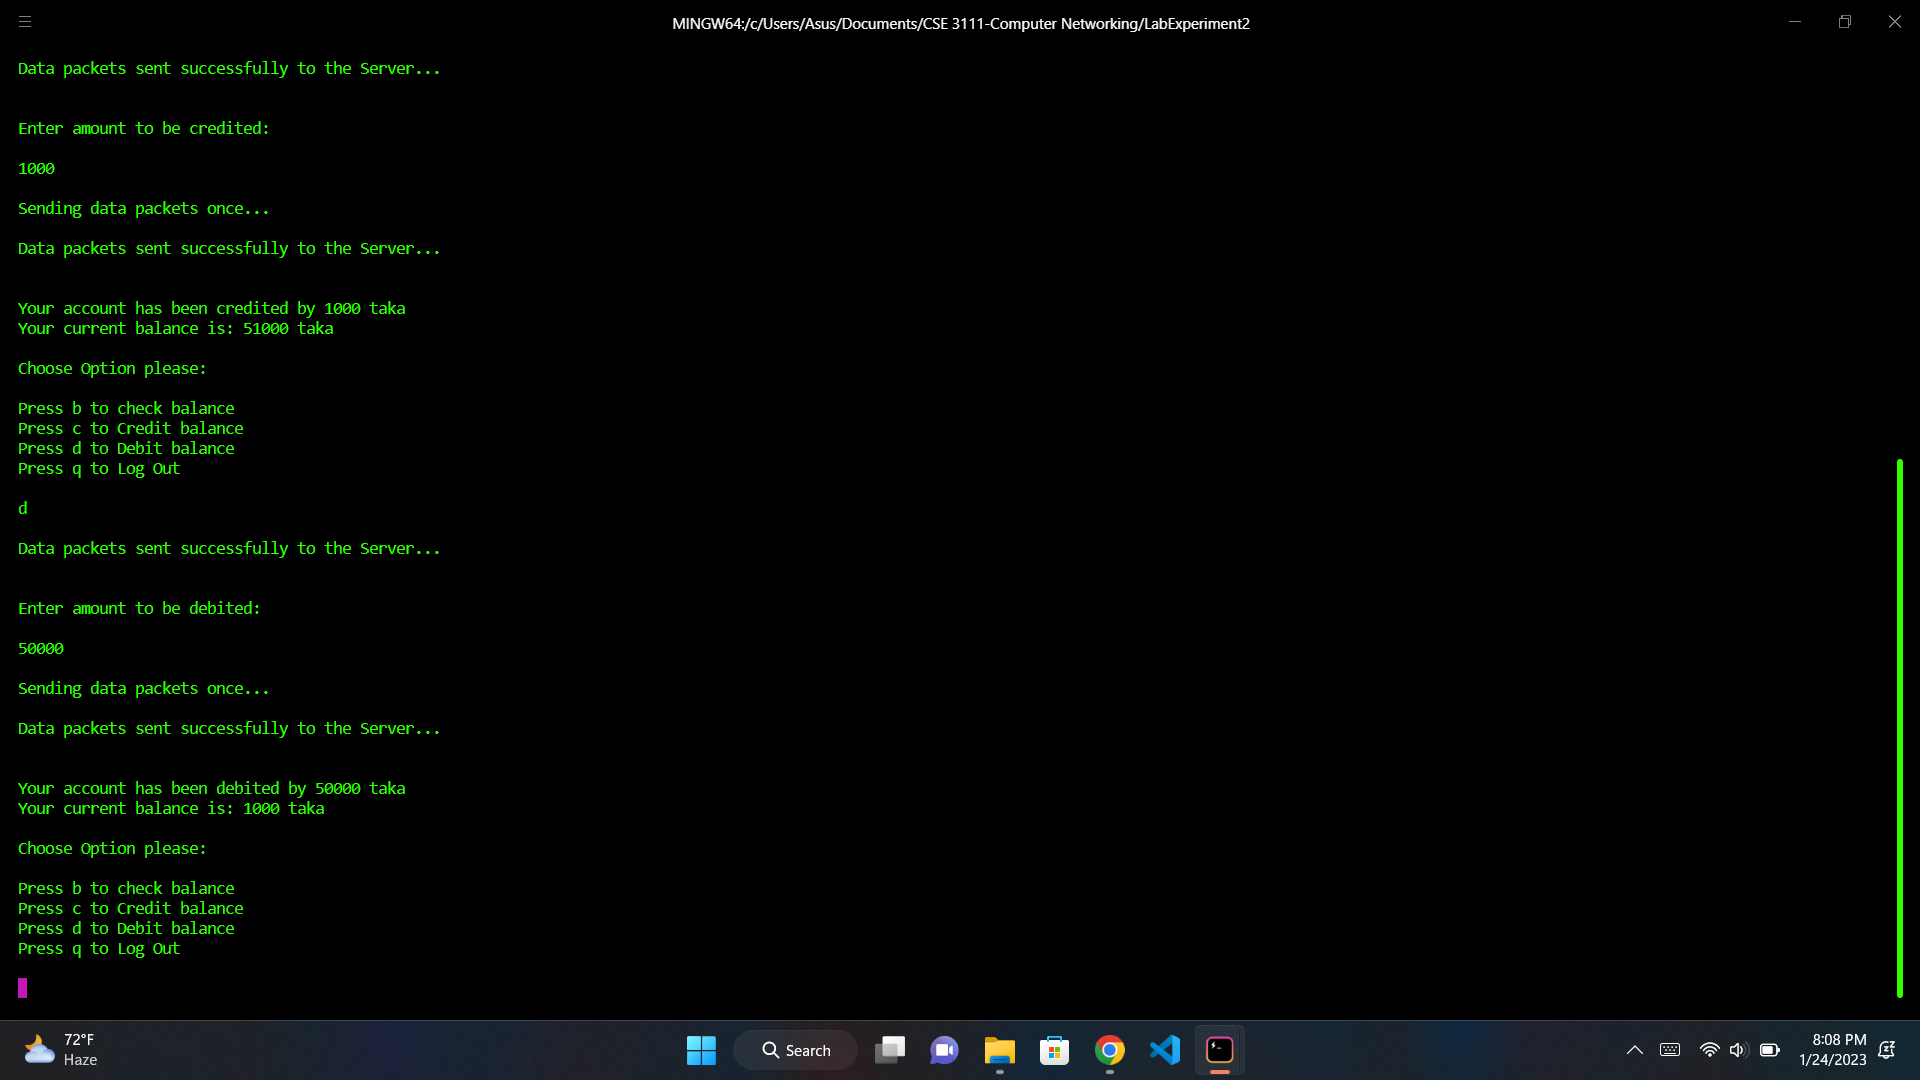 MINGW64:/c/Users/Asus/Documents/CSE 3111-Computer Networking/LabExperiment2
Data packets sent successfully to the Server...
Enter amount to be credited:
1000
Sending data packets once...
Data packets sent successfully to the Server...
Your account has been credited by 1000 taka
Your current balance is: 51000 taka
Choose Option please:
Press b to check balance
Press c to Credit balance
Press d to Debit balance
Press q to Log Out
d
Data packets sent successfully to the Server...
Enter amount to be debited:
50000
Sending data packets once...
Data packets sent successfully to the Server...
Your account has been debited by 50000 taka
Your current balance is: 1000 taka
Choose Option please:
Press b to check balance
Press c to Credit balance
Press d to Debit balance
Press q to Log Out
72°F
Haze
Search
8:08 PM
1/24/2023